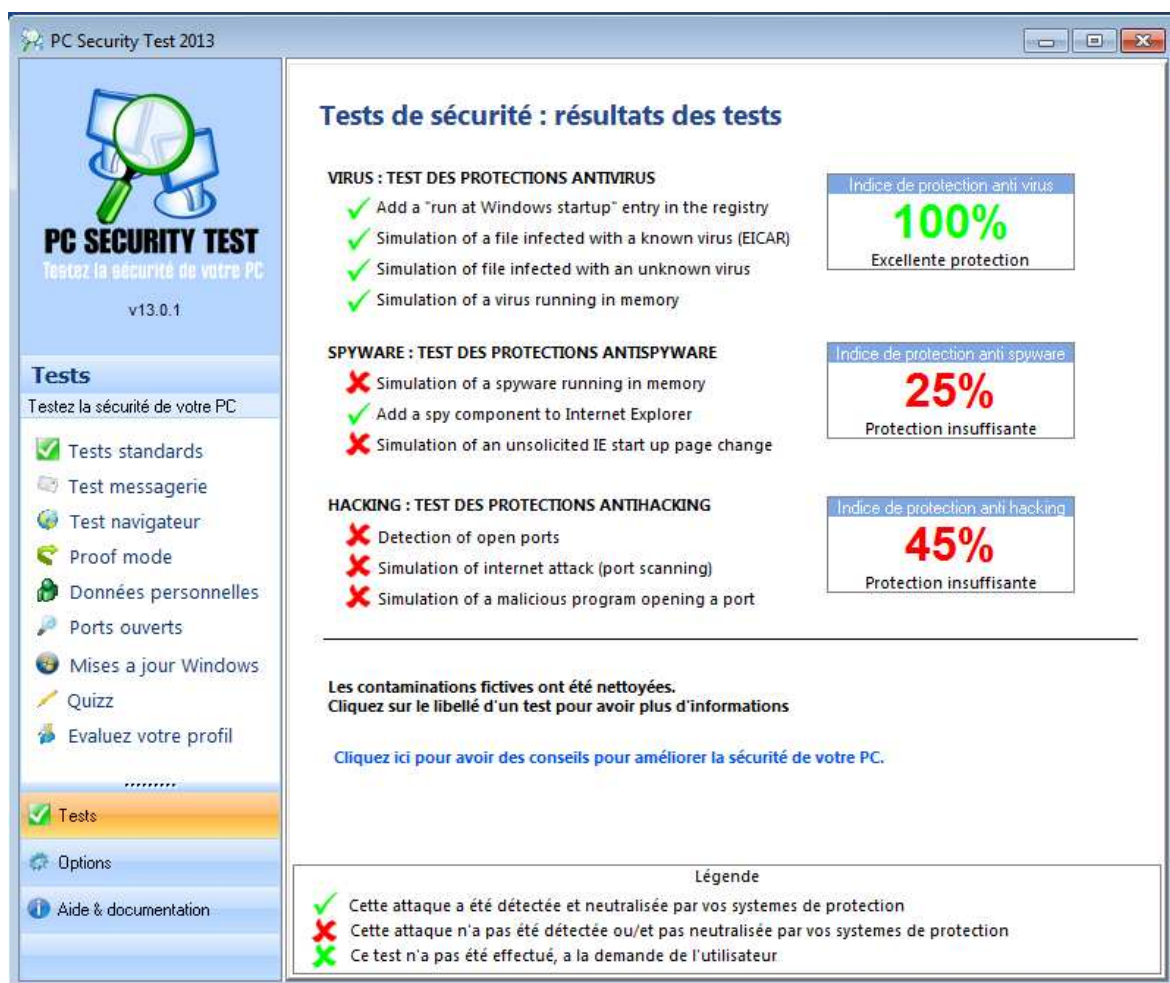 PC Security Test 2013
PC SECURITY TEST
Testez la sécurité de votre PC
v13.0.1
Tests
Testez la sécurité de votre PC
Tests standards
Test messagerie
Test navigateur
Proof mode
Données personnelles
Ports ouverts
Mises a jour Windows
Quizz
Evaluez votre profil
Tests
Options
Aide & documentation
Tests de sécurité : résultats des tests
VIRUS : TEST DES PROTECTIONS ANTIVIRUS
Add a "run at Windows startup" entry in the registry
Simulation of a file infected with a known virus (EICAR)
Simulation of file infected with an unknown virus
Simulation of a virus running in memory
Indice de protection anti virus
100%
Excellente protection
SPYWARE : TEST DES PROTECTIONS ANTISPYWARE
Simulation of a spyware running in memory
Add a spy component to Internet Explorer
Simulation of an unsolicited IE start up page change
Indice de protection anti spyware
25%
Protection insuffisante
HACKING : TEST DES PROTECTIONS ANTIHACKING
Detection of open ports
Simulation of internet attack (port scanning)
Simulation of a malicious program opening a port
Indice de protection anti hacking
45%
Protection insuffisante
Les contaminations fictives ont été nettoyées.
Cliquez sur le libellé d'un test pour avoir plus d'informations
Cliquez ici pour avoir des conseils pour améliorer la sécurité de votre PC.
Légende
Cette attaque a été détectée et neutralisée par vos systemes de protection
Cette attaque n'a pas été détectée ou/et pas neutralisée par vos systemes de protection
Ce test n'a pas été effectué, a la demande de l'utilisateur